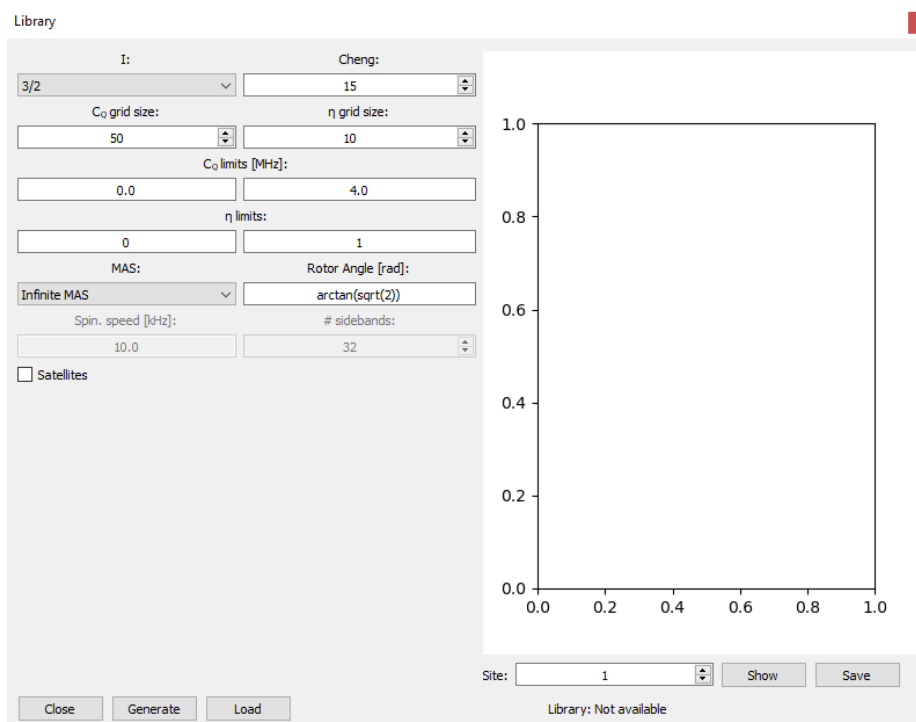 Library
I: Cheng:
3/2 15
CQ grid size: η grid size:
50 10
CQ limits [MHz]:
0.0 4.0
η limits:
0 1
MAS: Rotor Angle [rad]:
Infinite MAS arctan(sqrt(2))
Spin. speed [kHz]: # sidebands:
10.0 32
Satellites
1.0
0.8
0.6
0.4
0.2
0.0
0.0 0.2 0.4 0.6 0.8 1.0
Site: 1 Show Save
Close Generate Load Library: Not available